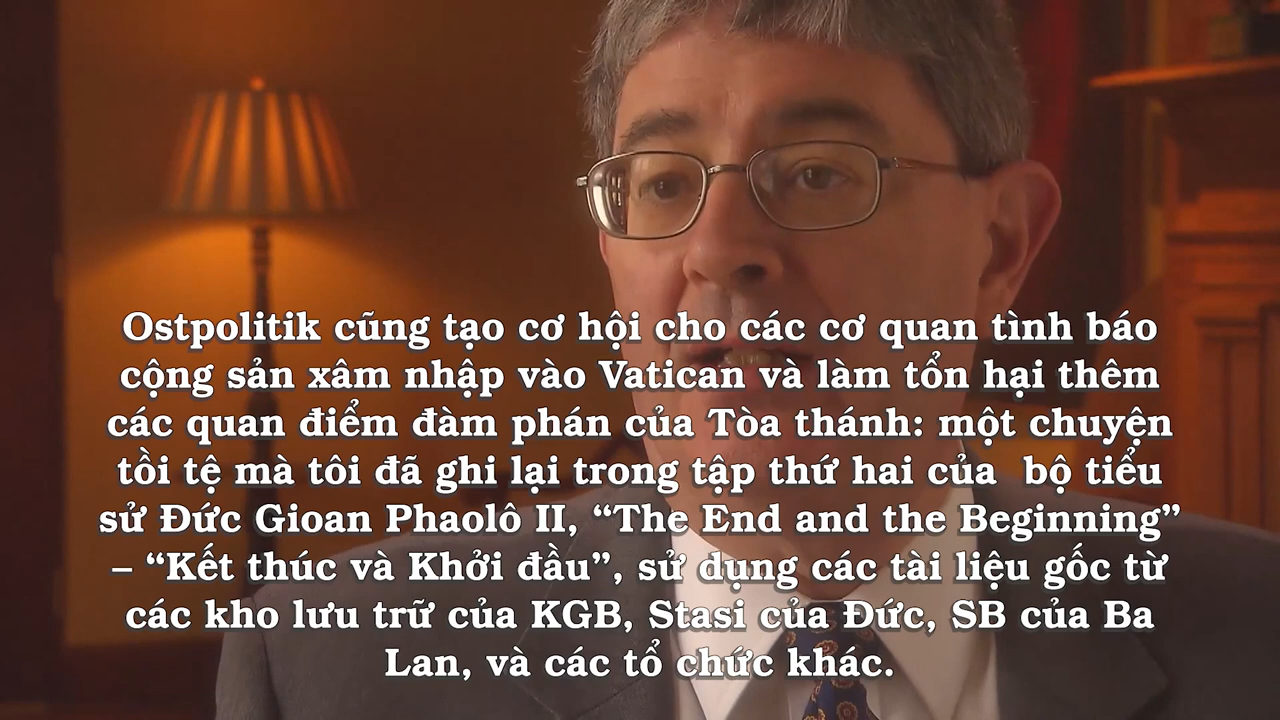 Ostpolitik cũng tạo cơ hội cho các cơ quan tình báo
cộng sản xâm nhập vào Vatican và làm tổn hại thêm
các quan điểm đàm phán của Tòa thánh: một chuyện
tồi tệ mà tôi đã ghi lại trong tập thứ hai của  bộ tiểu
sử Đức Gioan Phaolô II, “The End and the Beginning”
– “Kết thúc và Khởi đầu”, sử dụng các tài liệu gốc từ
các kho lưu trữ của KGB, Stasi của Đức, SB của Ba
Lan, và các tổ chức khác.